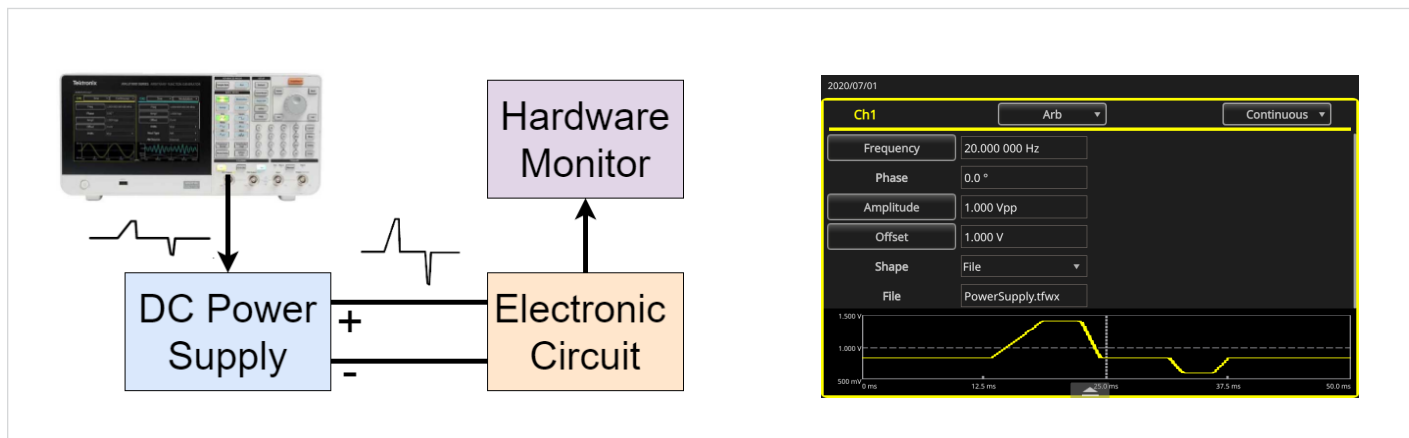 Tektronix
Hardware
Monitor
DC Power
Supply
+
-
Electronic
Circuit
2020/07/01
Ch1
Arb
Continuous
Frequency
20.000 000 Hz
Phase
0.0 °
Amplitude
1.000 Vpp
Offset
1.000 V
Shape
File
File
PowerSupply.tfwx
1.500 V
1.000 V
500 mV
0 ms
12.5 ms
25.0 ms
37.5 ms
50.0 ms